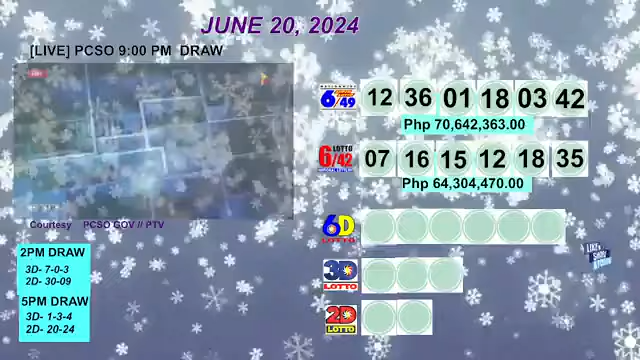 JUNE 20, 2024
[LIVE] PCSO 9:00 PM DRAW
6/49 12 36 01 18 03 42
Php 70,642,363.00
LOTTO
6/42 07 16 15 12 18 35
Php 64,304,470.00
Courtesy PCSO GOV // PTV
6D
LOTTO
2PM DRAW
3D- 7-0-3
2D- 30-09
3D
LOTTO
5PM DRAW
3D- 1-3-4
2D- 20-24
2D
LOTTO